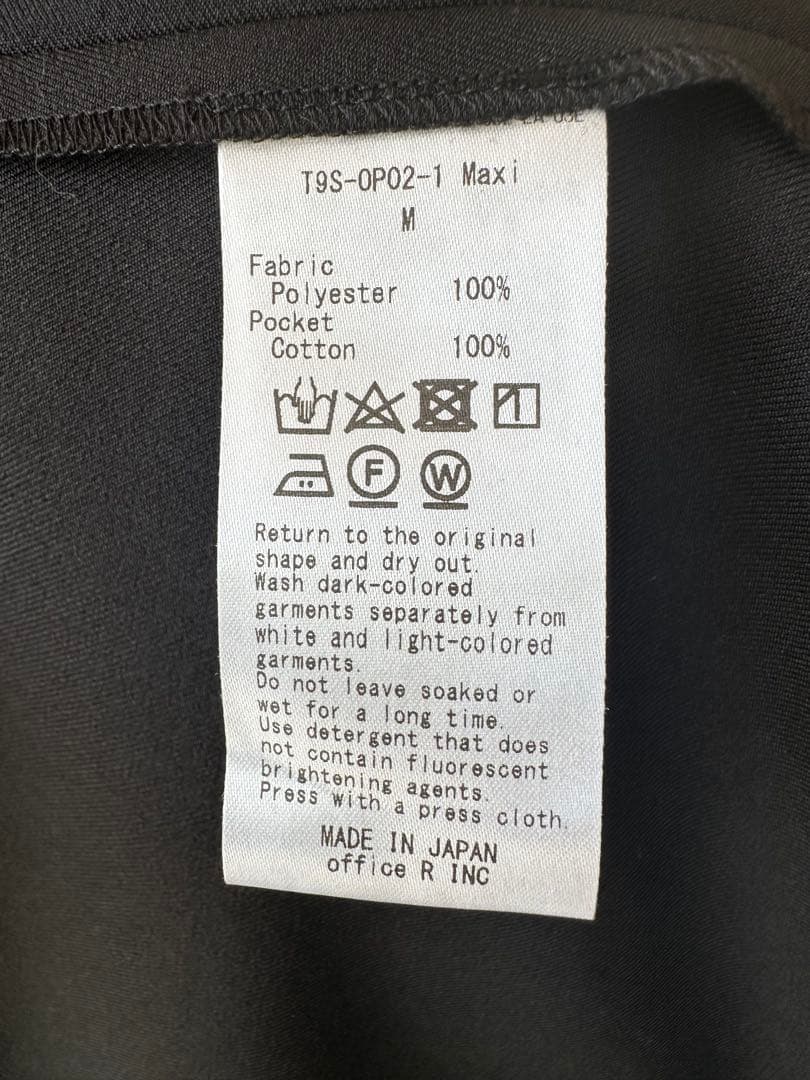 T9S-OP02-1 Maxi
M
Fabric
Polyester 100%
Pocket
Cotton 100%
F W
Return to the original
shape and dry out.
Wash dark-colored
garments separately from
white and light-colored
garments.
Do not leave soaked or
wet for a long time.
Use detergent that does
not contain fluorescent
brightening agents.
Press with a press cloth.
MADE IN JAPAN
office R INC